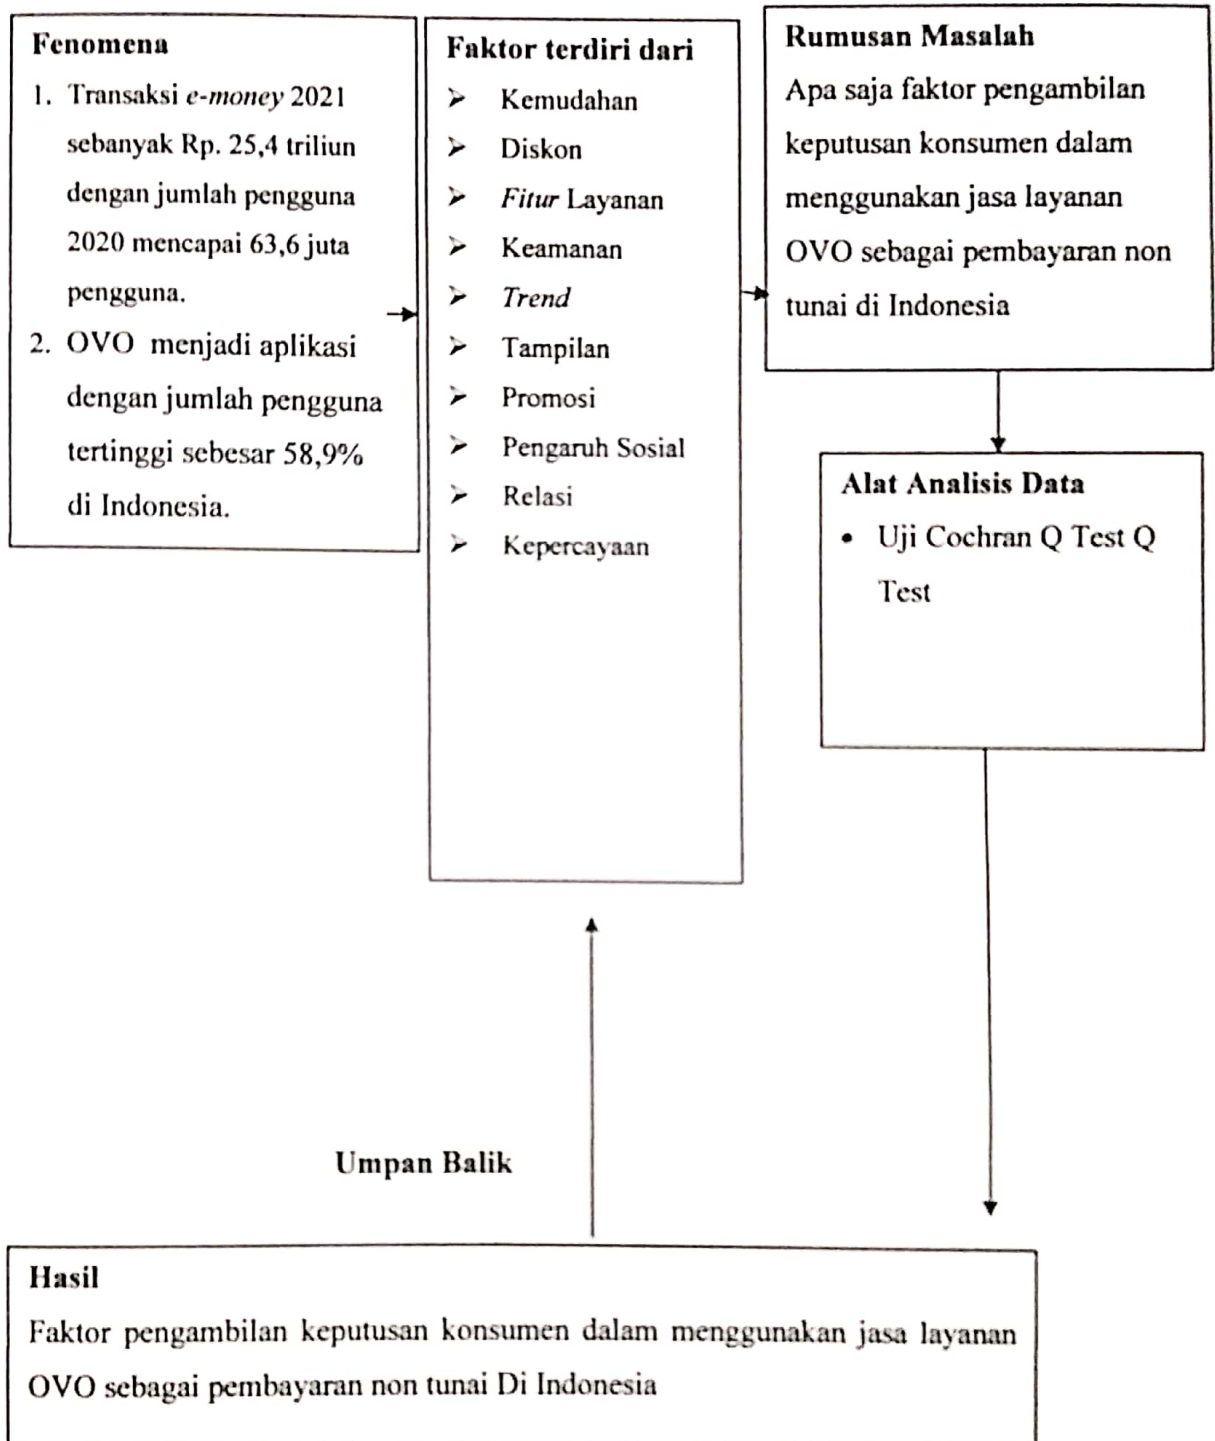 Fenomena
1. Transaksi e-money 2021
sebanyak Rp. 25,4 triliun
dengan jumlah pengguna
2020 mencapai 63,6 juta
pengguna.
2. OVO menjadi aplikasi
dengan jumlah pengguna
tertinggi sebesar 58,9%
di Indonesia.
Faktor terdiri dari
➢ Kemudahan
➢ Diskon
➢ Fitur Layanan
➢ Keamanan
➢ Trend
➢ Tampilan
➢ Promosi
➢ Pengaruh Sosial
➢ Relasi
➢ Kepercayaan
Rumusan Masalah
Apa saja faktor pengambilan
keputusan konsumen dalam
menggunakan jasa layanan
OVO sebagai pembayaran non
tunai di Indonesia
Alat Analisis Data
• Uji Cochran Q Test Q
Test
Umpan Balik
Hasil
Faktor pengambilan keputusan konsumen dalam menggunakan jasa layanan
OVO sebagai pembayaran non tunai Di Indonesia